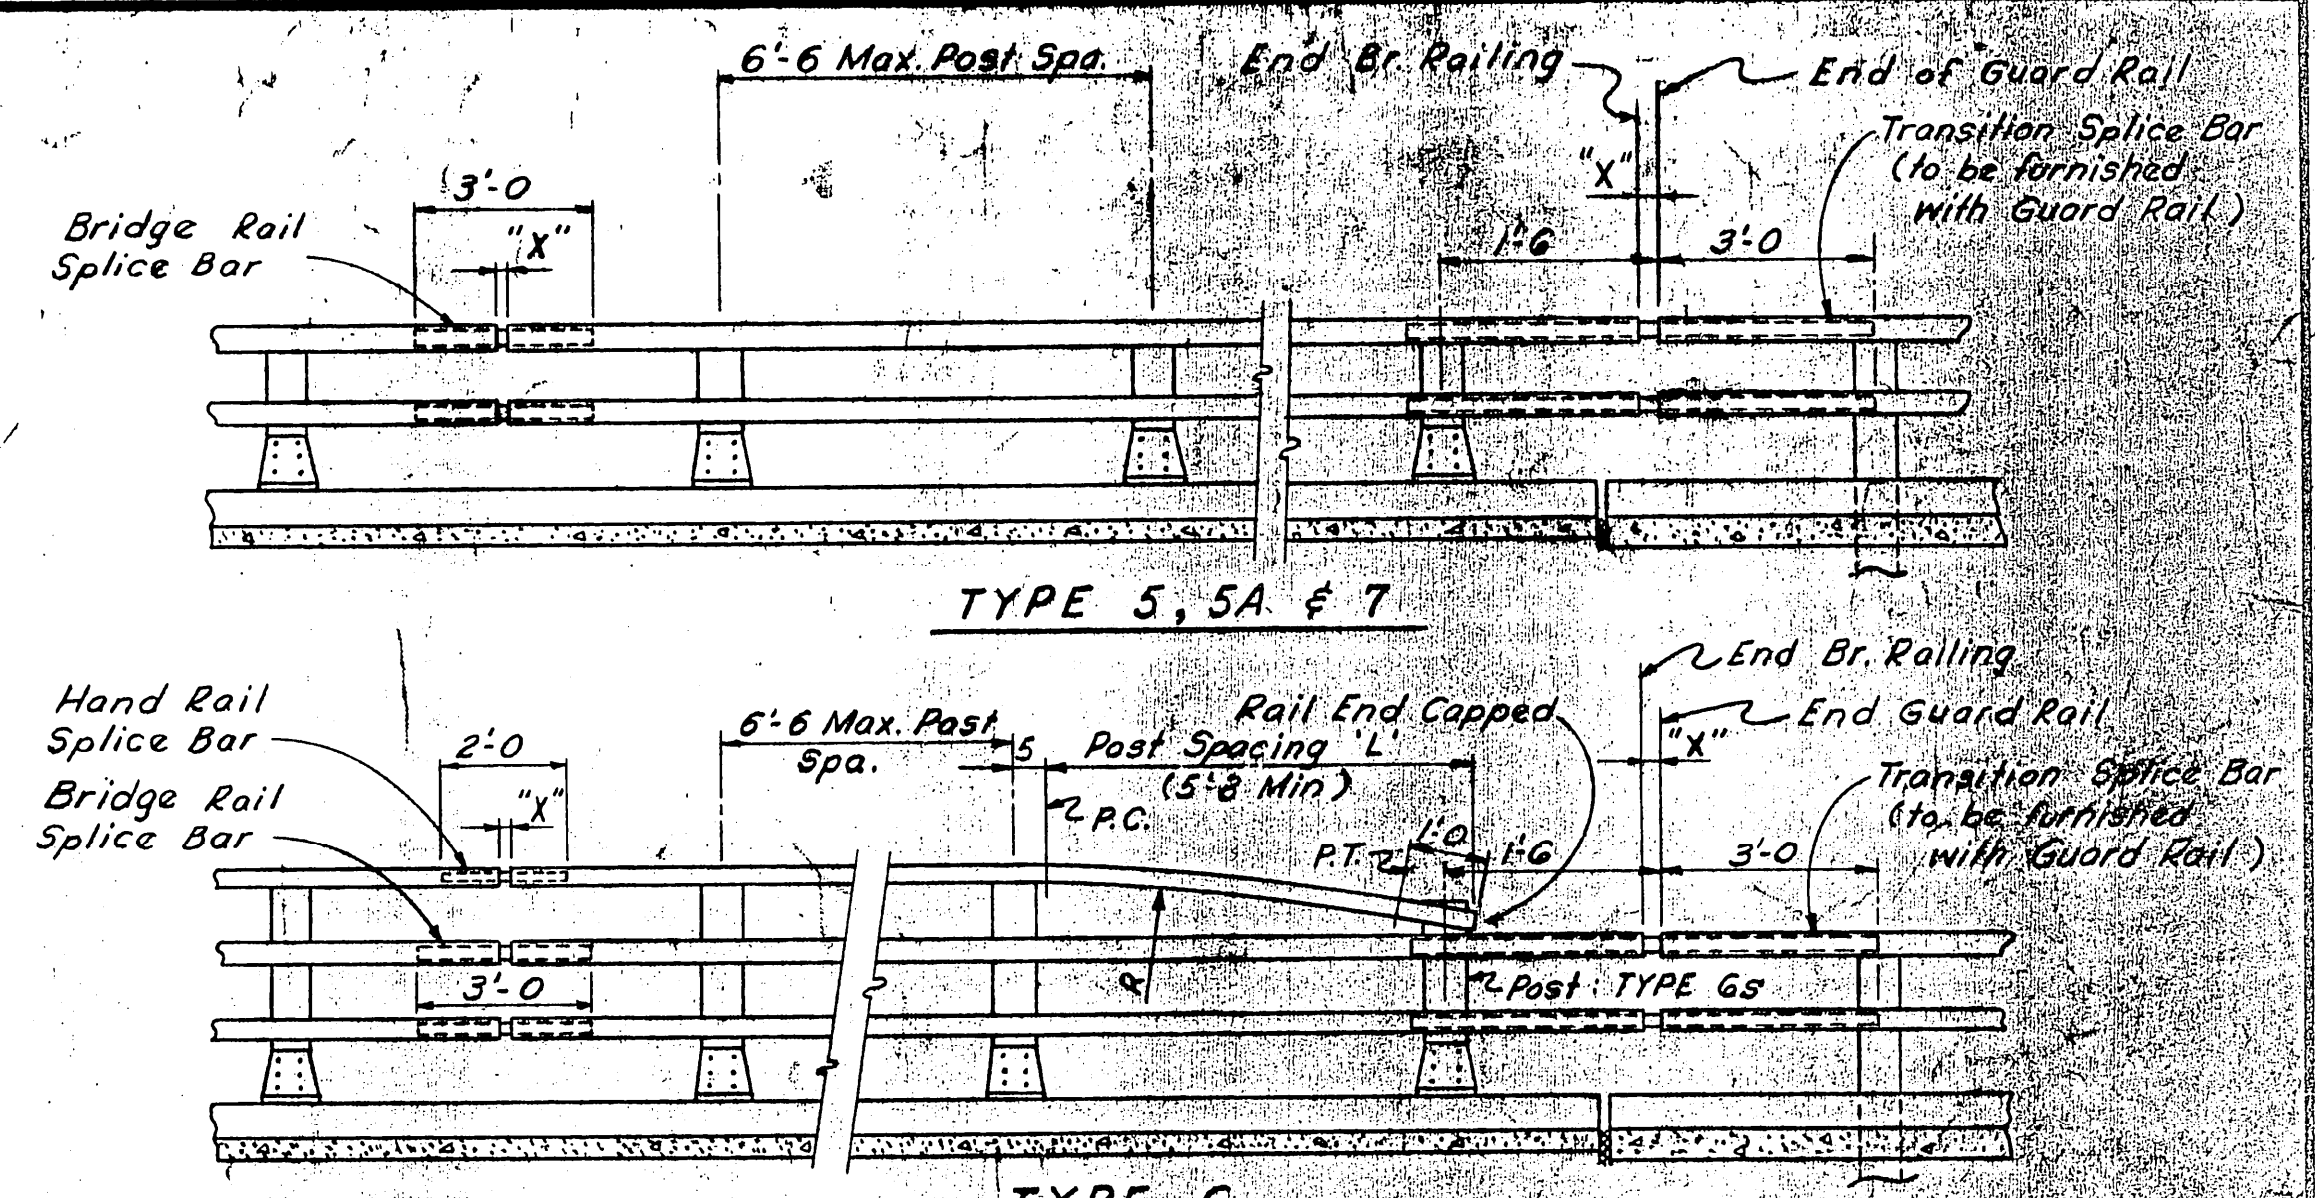 6'-6 Max. Post Spa.
End Br. Railing
End of Guard Rail
Transition Splice Bar
(to be furnished
with Guard Rail)
"X"
3'-0
Bridge Rail
Splice Bar
"X"
1'-6
3'-0
TYPE 5, 5A & 7
End Br. Railing
Hand Rail
Splice Bar
Rail End Capped
End Guard Rail
6'-6 Max. Post
Spa.
5
Post Spacing 'L'
(5'-8 Min)
"X"
2'-0
Bridge Rail
Splice Bar
"X"
P.C.
Transition Splice Bar
(to be furnished
with Guard Rail)
P.T.
1'-0
1'-6
3'-0
R
3'-0
Post: TYPE 6S
TYPE